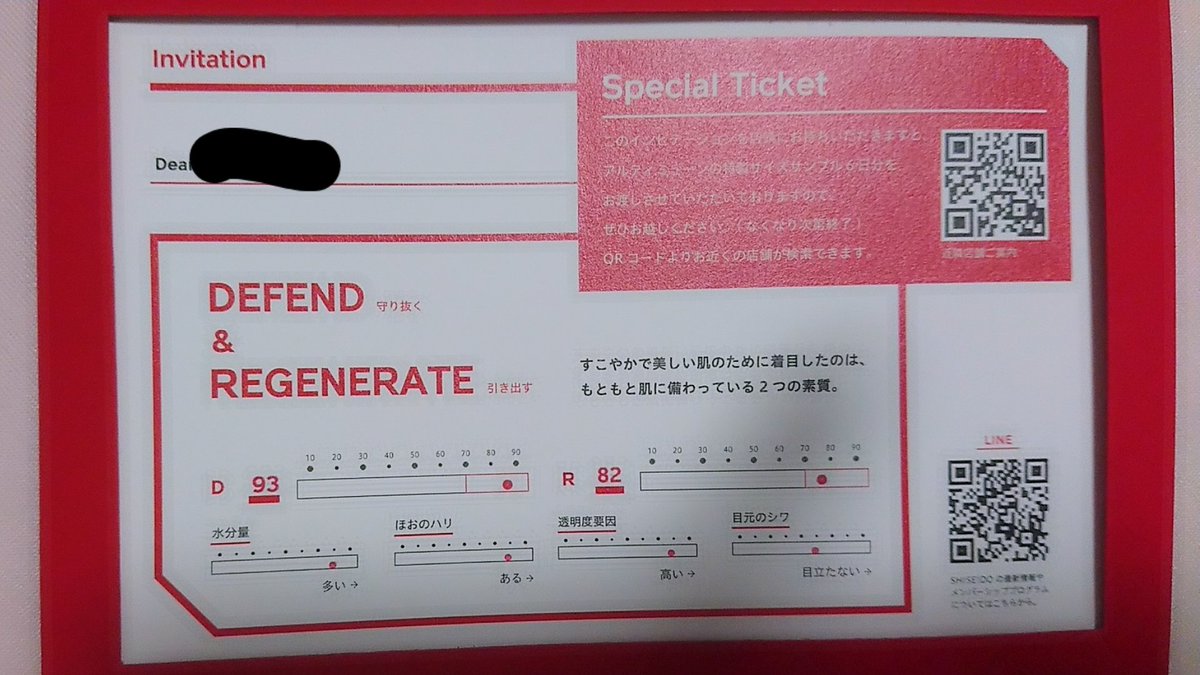 Invitation
Special Ticket
このインビテーションを店頭にお持ちいただきますと
アルティミューンの特製サイズサンプル6日分を
お渡しさせていただいておりますので、
ぜひお越しください。(なくなり次第終了)
QRコードよりお近くの店舗が検索できます。
近隣店舗ご案内
Dear
DEFEND 守り抜く
&
REGENERATE 引き出す
すこやかで美しい肌のために着目したのは、
もともと肌に備わっている2つの素質。
10 20 30 40 50 60 70 80 90
D 93
10 20 30 40 50 60 70 80 90
R 82
水分量
多い→
ほおのハリ
ある→
透明度要因
高い→
目元のシワ
目立たない→
LINE
SHISEIDOの最新情報や
メンバーシッププログラム
についてはこちらから。